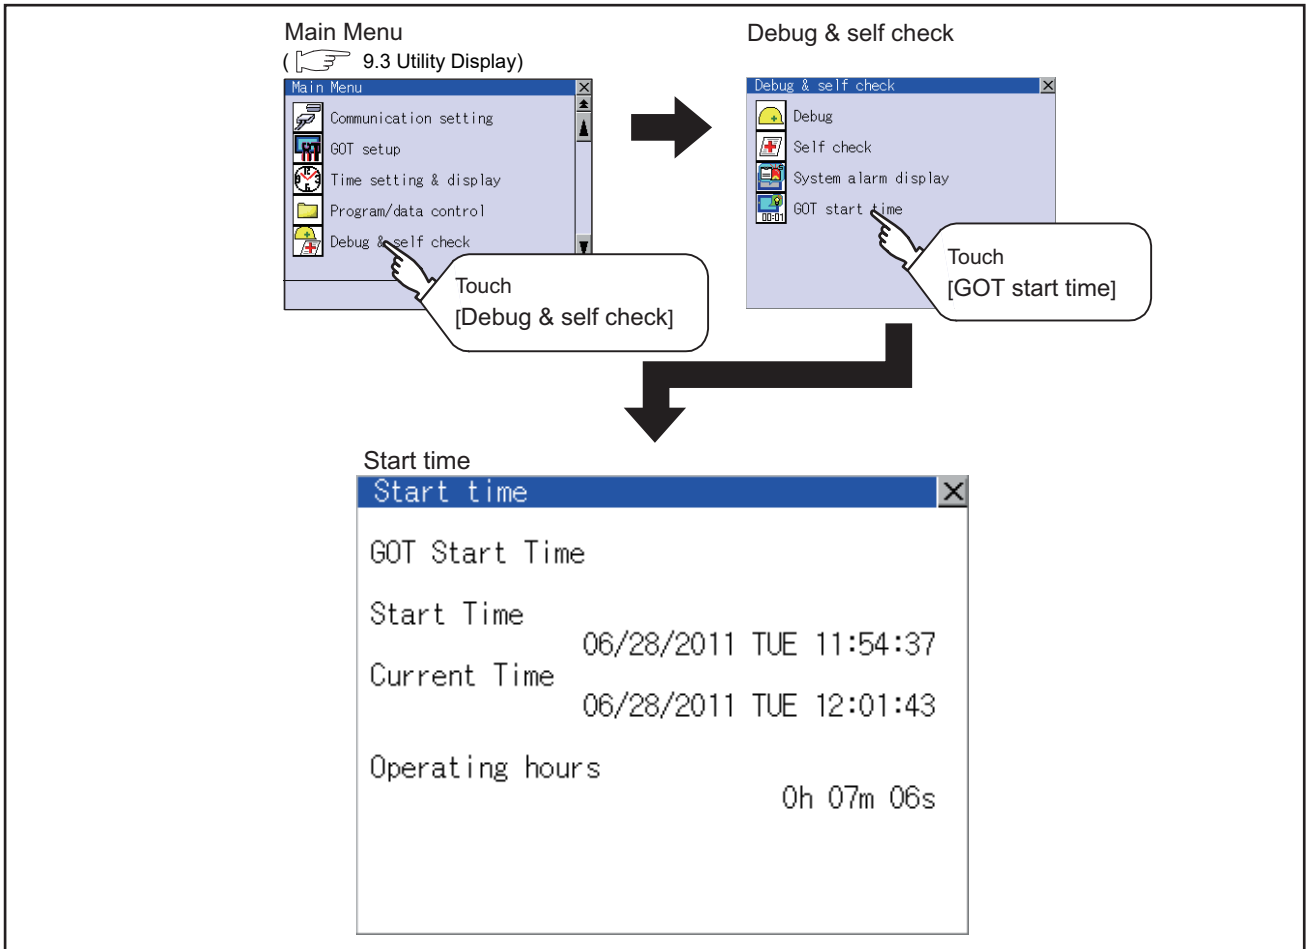 Main Menu
( 9.3 Utility Display)
Main Menu
Communication setting
GOT setup
Time setting & display
Program/data control
Debug & self check
Touch
[Debug & self check]
Debug & self check
Debug & self check
Debug
Self check
System alarm display
00:01
GOT start time
Touch
[GOT start time]
Start time
Start time
GOT Start Time
Start Time
06/28/2011 TUE 11:54:37
Current Time
06/28/2011 TUE 12:01:43
Operating hours
0h 07m 06s